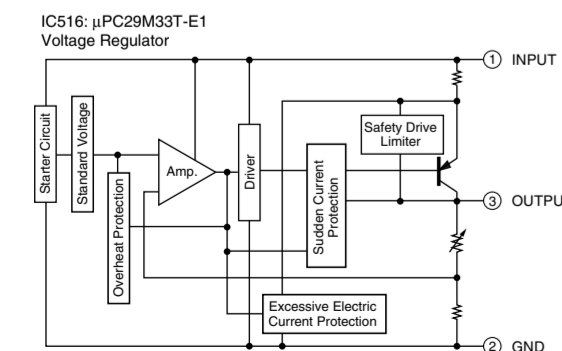 IC516: µPC29M33T-E1
Voltage Regulator
1 INPUT
Starter Circuit
Standard Voltage
Overheat Protection
Amp.
Driver
Sudden Current
Protection
Safety Drive
Limiter
3 OUTPU
Excessive Electric
Current Protection
2 GND